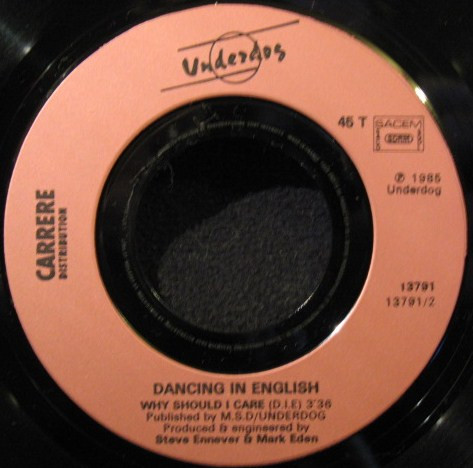 Underdog
45 T
SACEM
℗ 1985
Underdog
CARRERE
DISTRIBUTION
13791
13791/2
DANCING IN ENGLISH
WHY SHOULD I CARE (D.I.E) 3'36
Published by M.S.D/UNDERDOG
Produced & engineered by
Steve Ennever & Mark Eden